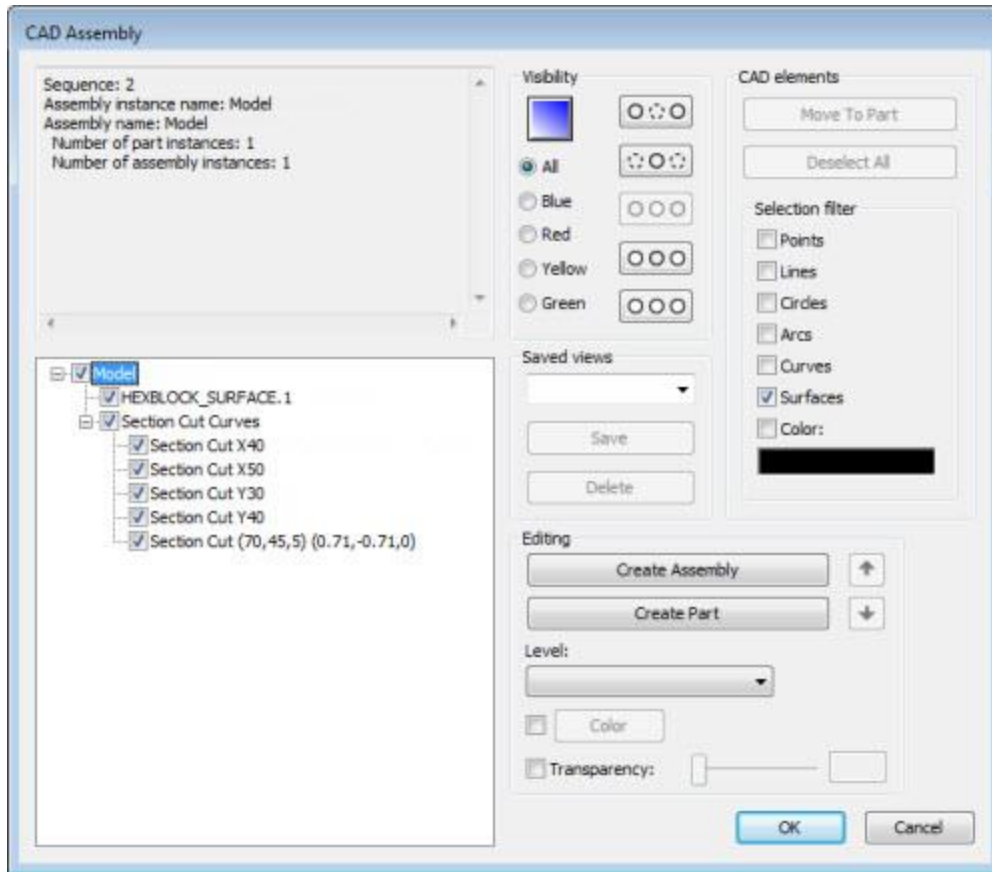 CAD Assembly
Sequence: 2
Assembly instance name: Model
Assembly name: Model
Number of part instances: 1
Number of assembly instances: 1
Visibility
All
Blue
Red
Yellow
Green
CAD elements
Move To Part
Deselect All
Selection filter
Points
Lines
Circles
Arcs
Curves
Surfaces
Color:
Model
HEXBLOCK_SURFACE.1
Section Cut Curves
Section Cut X40
Section Cut X50
Section Cut Y30
Section Cut Y40
Section Cut (70,45,5) (0.71,-0.71,0)
Saved views
Save
Delete
Editing
Create Assembly
Create Part
Level:
Color
Transparency:
OK
Cancel